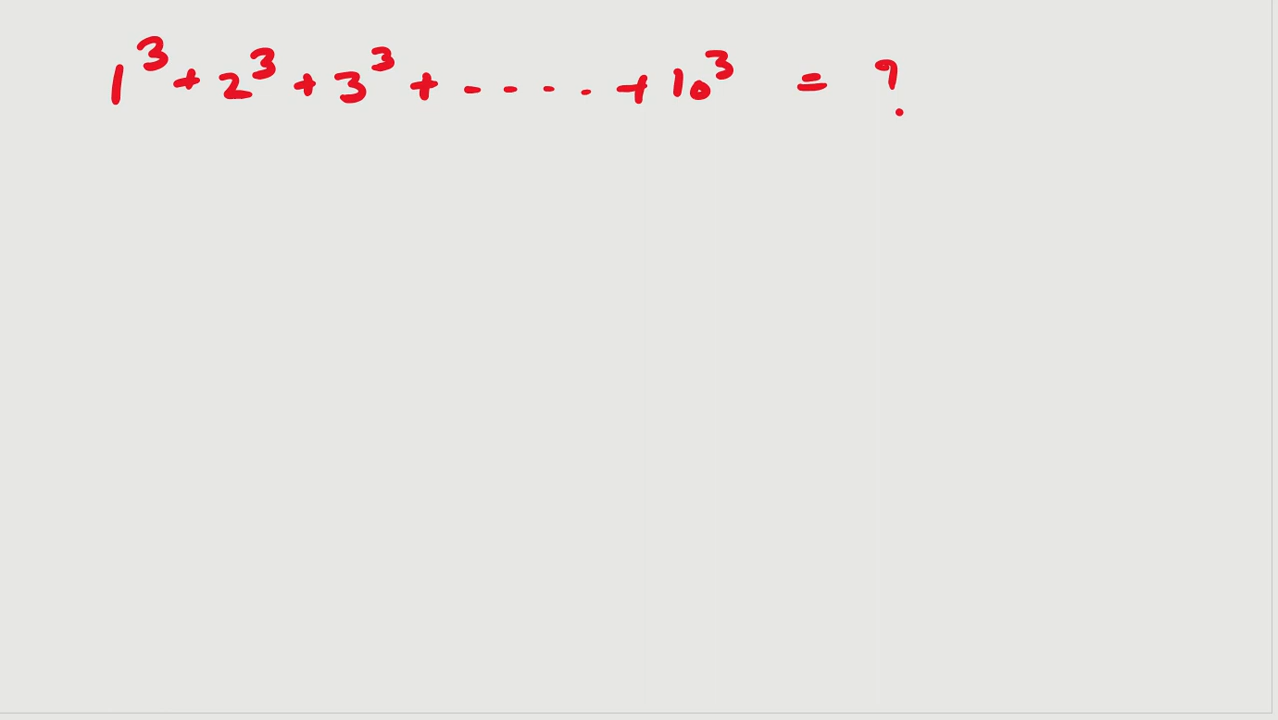 1³ + 2³ + 3³ + - - - - + 10³ = ?